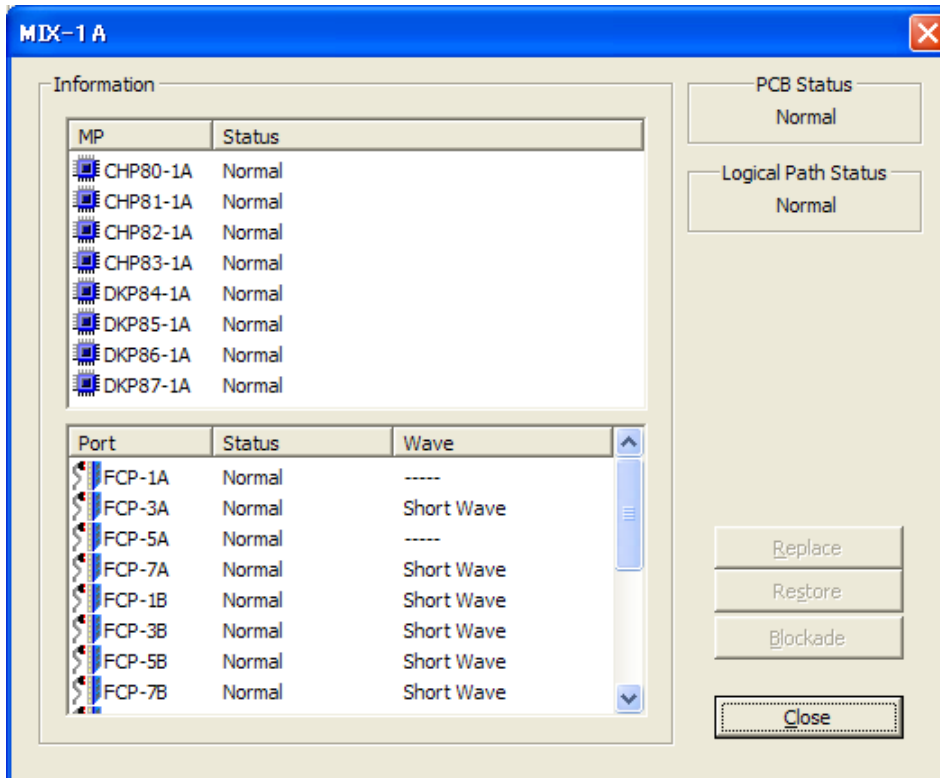 MIX-1A
Information
MP Status
CHP80-1A Normal
CHP81-1A Normal
CHP82-1A Normal
CHP83-1A Normal
DKP84-1A Normal
DKP85-1A Normal
DKP86-1A Normal
DKP87-1A Normal
Port Status Wave
FCP-1A Normal -----
FCP-3A Normal Short Wave
FCP-5A Normal -----
FCP-7A Normal Short Wave
FCP-1B Normal Short Wave
FCP-3B Normal Short Wave
FCP-5B Normal Short Wave
FCP-7B Normal Short Wave
PCB Status
Normal
Logical Path Status
Normal
Replace
Restore
Blockade
Close